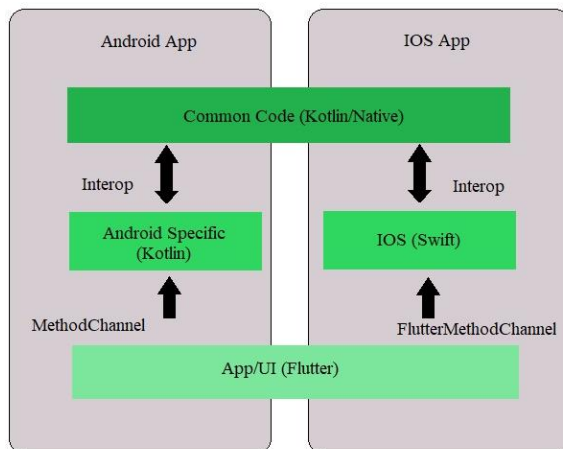 Android App
IOS App
Common Code (Kotlin/Native)
Interop
Interop
Android Specific
(Kotlin)
IOS (Swift)
MethodChannel
FlutterMethodChannel
App/UI (Flutter)